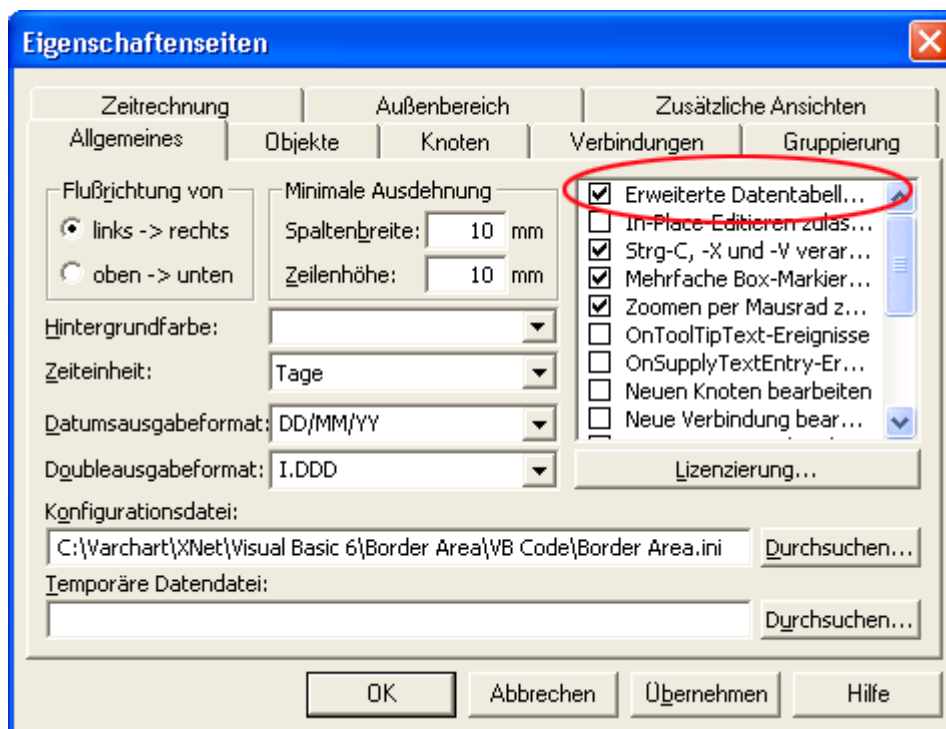 Eigenschaftenseiten
Zeitrechnung
Außenbereich
Zusätzliche Ansichten
Allgemeines
Objekte
Knoten
Verbindungen
Gruppierung
Flußrichtung von
links -> rechts
oben -> unten
Minimale Ausdehnung
Spaltenbreite: 10 mm
Zeilenhöhe: 10 mm
Erweiterte Datentabell...
In-Place-Editieren zulas...
Strg-C, -X und -V verar...
Mehrfache Box-Markier...
Zoomen per Mausrad z...
OnToolTipText-Ereignisse
OnSupplyTextEntry-Er...
Neuen Knoten bearbeiten
Neue Verbindung bear...
Hintergrundfarbe:
Zeiteinheit: Tage
Datumsausgabeformat: DD/MM/YY
Doubleausgabeformat: I.DDD
Lizenzierung...
Konfigurationsdatei:
C:\Varchart\XNet\Visual Basic 6\Border Area\VB Code\Border Area.ini
Durchsuchen...
Temporäre Datendatei:
Durchsuchen...
OK
Abbrechen
Übernehmen
Hilfe